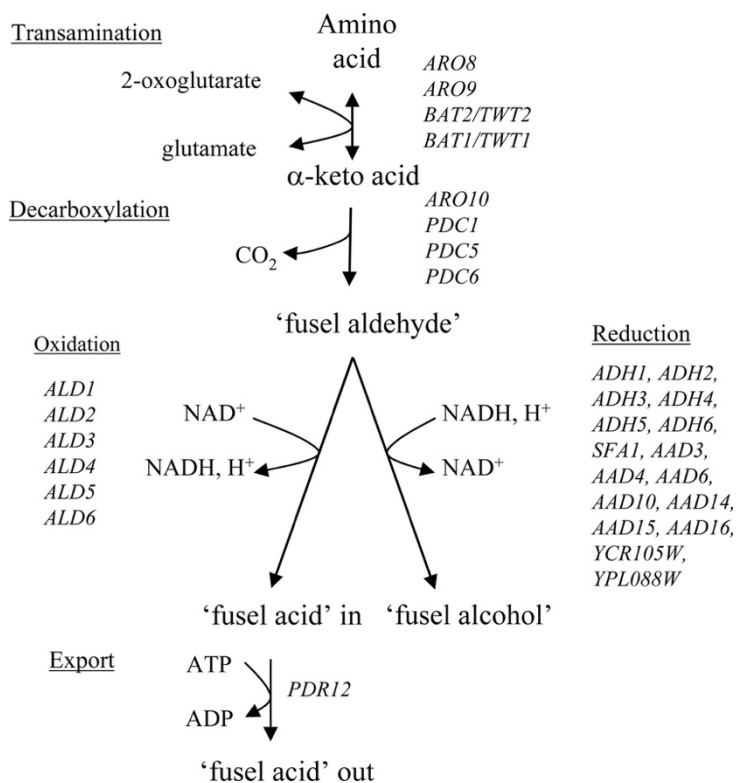 Transamination
Amino
acid
2-oxoglutarate
glutamate
ARO8
ARO9
BAT2/TWT2
BAT1/TWT1
α-keto acid
Decarboxylation
CO2
ARO10
PDC1
PDC5
PDC6
‘fusel aldehyde’
Oxidation
ALD1
ALD2
ALD3
ALD4
ALD5
ALD6
NAD+
NADH, H+
NADH, H+
NAD+
Reduction
ADH1, ADH2,
ADH3, ADH4,
ADH5, ADH6,
SFA1, AAD3,
AAD4, AAD6,
AAD10, AAD14,
AAD15, AAD16,
YCR105W,
YPL088W
‘fusel acid’ in
‘fusel alcohol’
Export
ATP
ADP
PDR12
‘fusel acid’ out